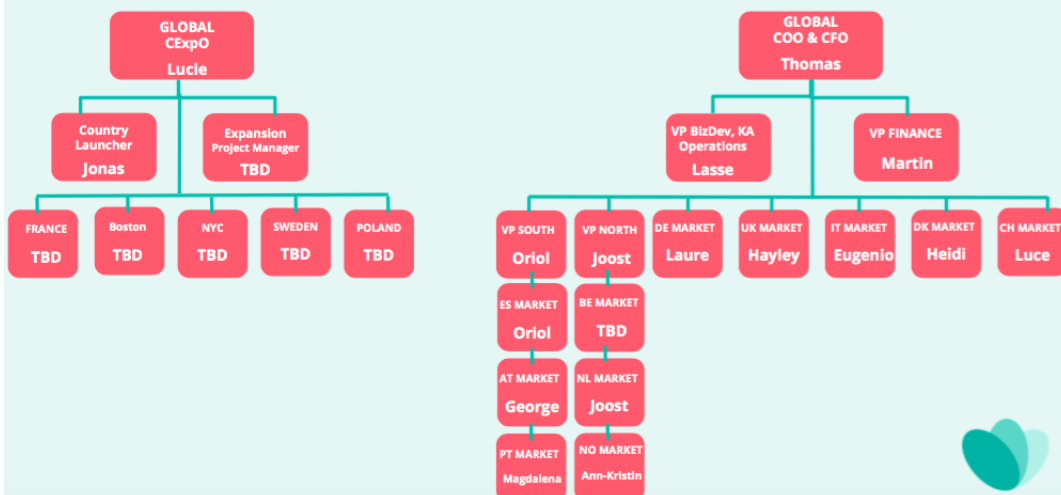 GLOBAL
CExpO
Lucie
GLOBAL
COO & CFO
Thomas
Country
Launcher
Jonas
Expansion
Project Manager
TBD
VP BizDev, KA
Operations
Lasse
VP FINANCE
Martin
FRANCE
TBD
Boston
TBD
NYC
TBD
SWEDEN
TBD
POLAND
TBD
VP SOUTH
Oriol
VP NORTH
Joost
DE MARKET
Laure
UK MARKET
Hayley
IT MARKET
Eugenio
DK MARKET
Heidi
CH MARKET
Luce
ES MARKET
Oriol
BE MARKET
TBD
AT MARKET
George
NL MARKET
Joost
PT MARKET
Magdalena
NO MARKET
Ann-Kristin